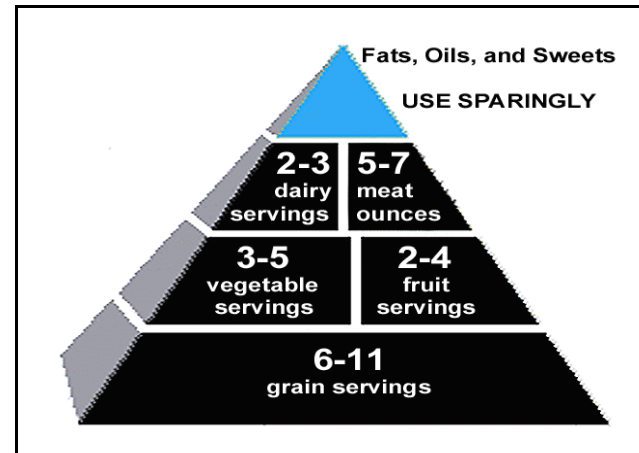 Fats, Oils, and Sweets
USE SPARINGLY
2-3
dairy
servings
5-7
meat
ounces
3-5
vegetable
servings
2-4
fruit
servings
6-11
grain servings